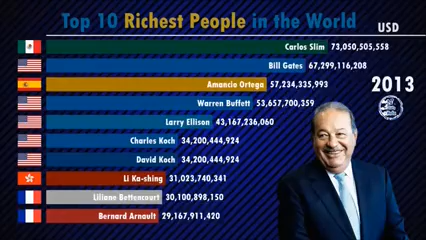 Top 10 Richest People in the World
USD
Carlos Slim 73,050,505,558
Bill Gates 67,299,116,208
Amancio Ortega 57,234,335,993
2013
Warren Buffett 53,657,700,359
Larry Ellison 43,167,236,060
Charles Koch 34,200,444,924
David Koch 34,200,444,924
Li Ka-shing 31,023,740,341
Liliane Bettencourt 30,100,898,150
Bernard Arnault 29,167,911,420